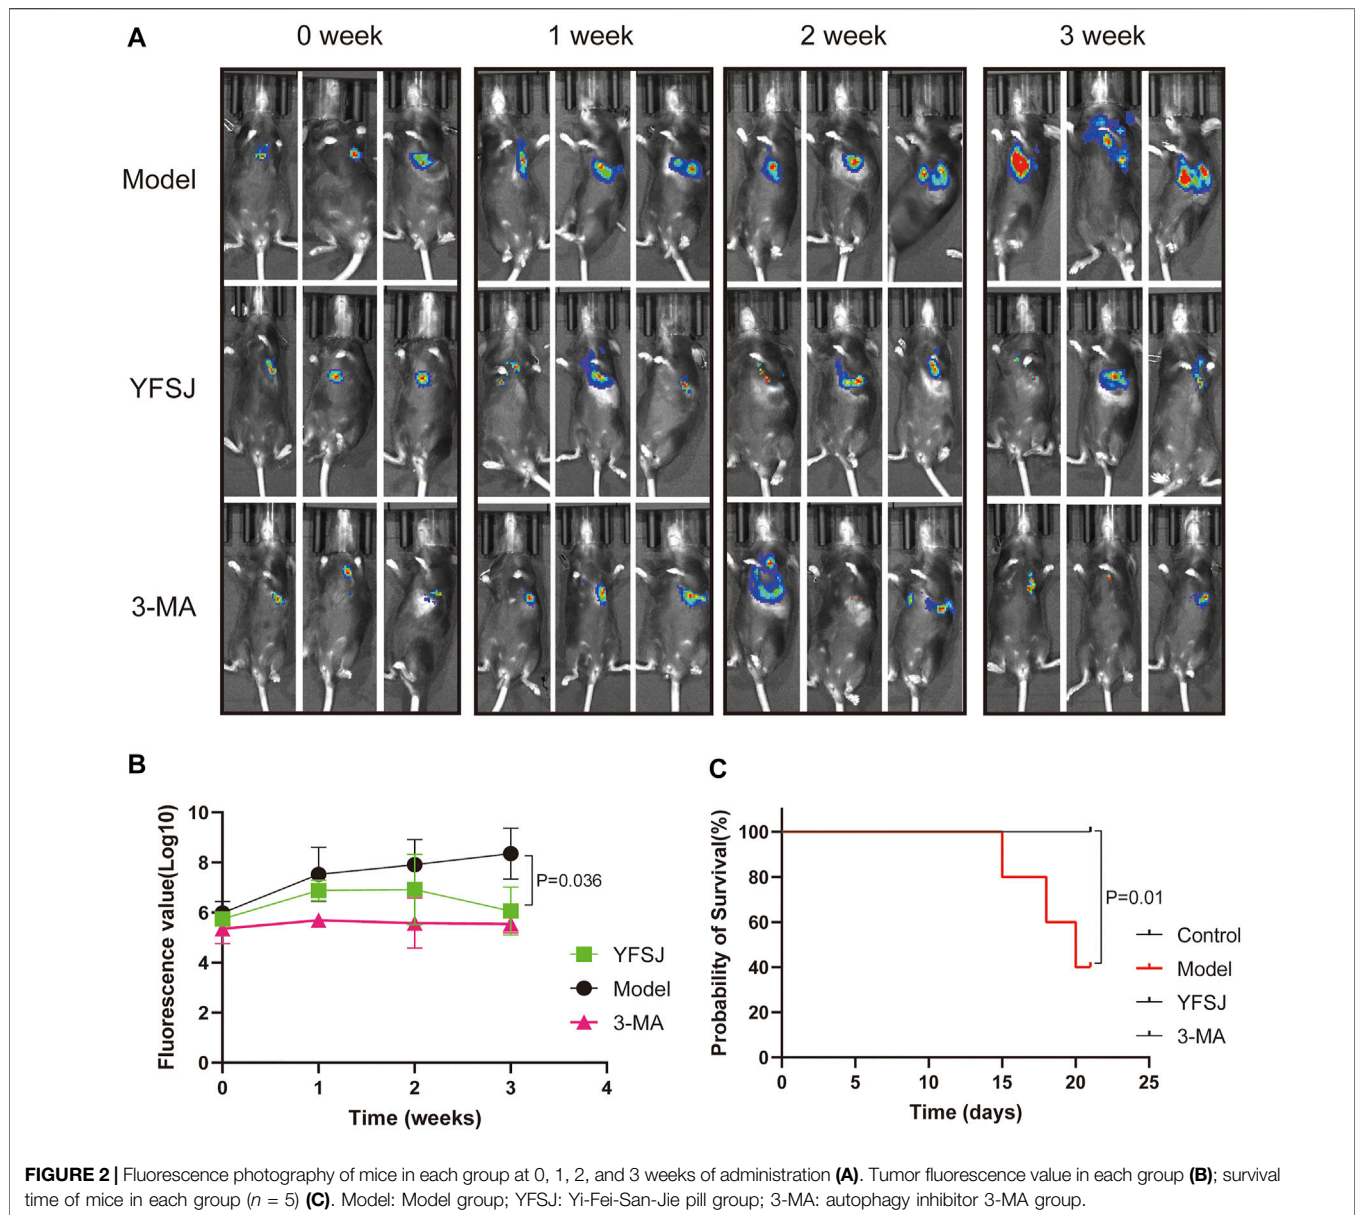 A
0 week
1 week
2 week
3 week
Model
YFSJ
3-MA
B
Fluorescence value(Log10)
10
8
6
4
2
0
0
1
2
3
4
Time (weeks)
P=0.036
YFSJ
Model
3-MA
C
Probability of Survival(%)
100
80
60
40
20
0
0
5
10
15
20
25
Time (days)
P=0.01
Control
Model
YFSJ
3-MA
FIGURE 2 | Fluorescence photography of mice in each group at 0, 1, 2, and 3 weeks of administration (A). Tumor fluorescence value in each group (B); survival
time of mice in each group (n = 5) (C). Model: Model group; YFSJ: Yi-Fei-San-Jie pill group; 3-MA: autophagy inhibitor 3-MA group.